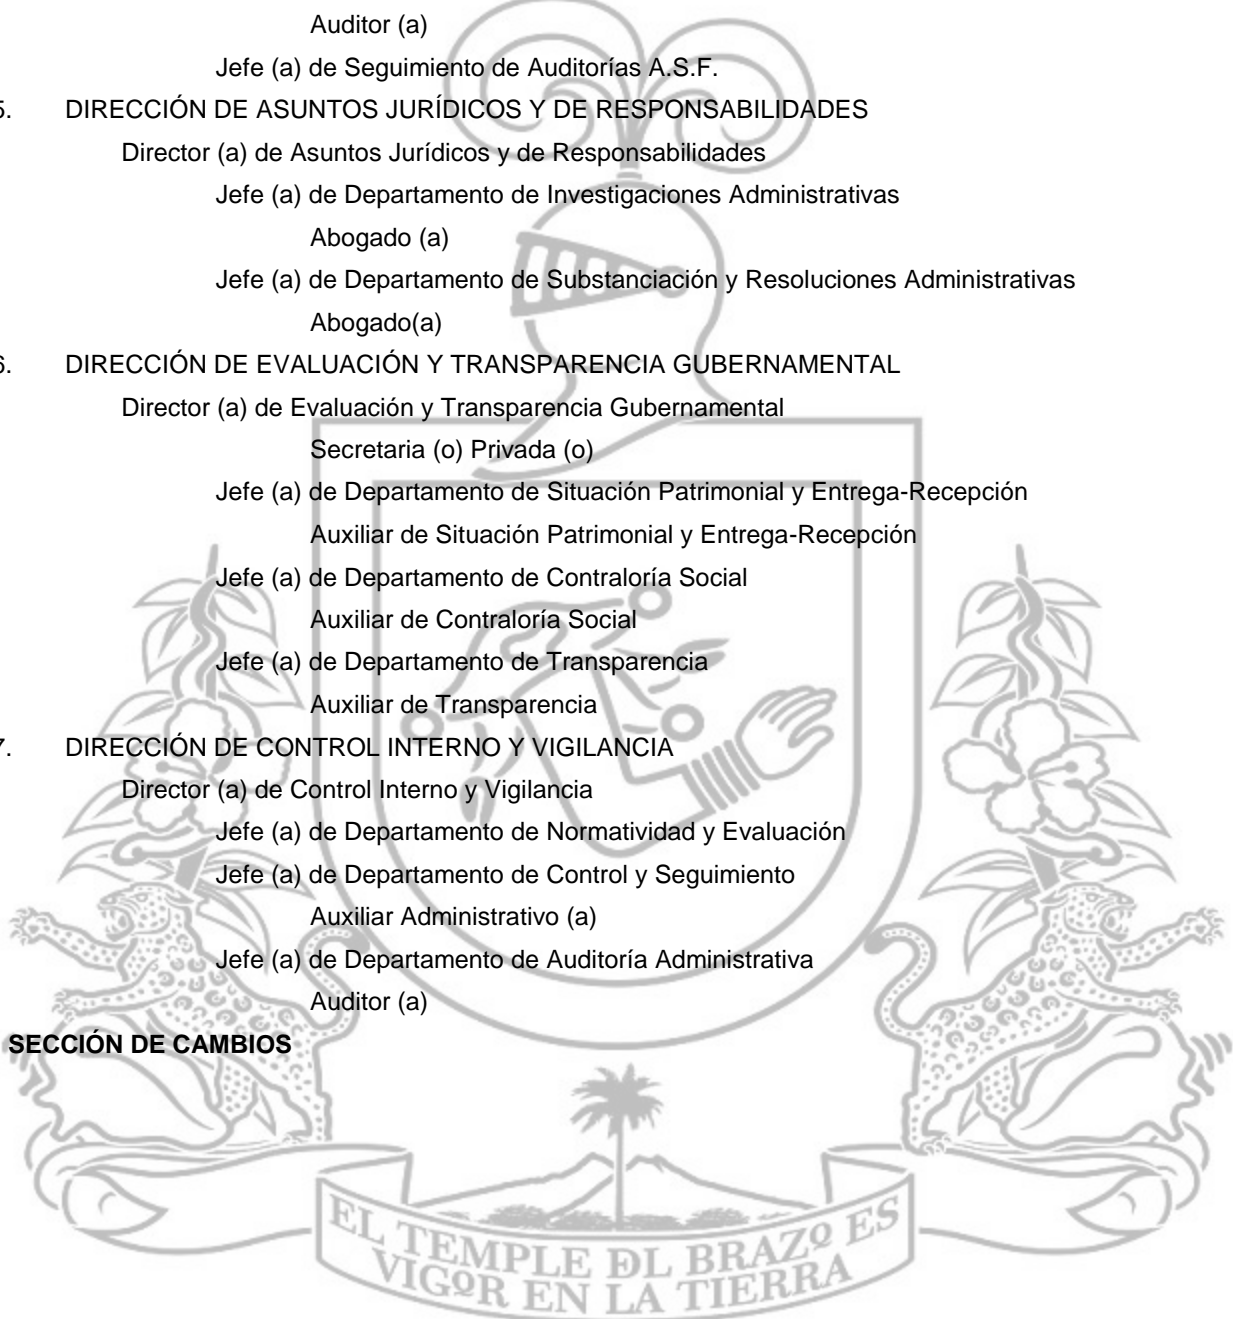 Auditor (a)
Jefe (a) de Seguimiento de Auditorías A.S.F.
5. DIRECCIÓN DE ASUNTOS JURÍDICOS Y DE RESPONSABILIDADES
Director (a) de Asuntos Jurídicos y de Responsabilidades
Jefe (a) de Departamento de Investigaciones Administrativas
Abogado (a)
Jefe (a) de Departamento de Substanciación y Resoluciones Administrativas
Abogado(a)
6. DIRECCIÓN DE EVALUACIÓN Y TRANSPARENCIA GUBERNAMENTAL
Director (a) de Evaluación y Transparencia Gubernamental
Secretaria (o) Privada (o)
Jefe (a) de Departamento de Situación Patrimonial y Entrega-Recepción
Auxiliar de Situación Patrimonial y Entrega-Recepción
Jefe (a) de Departamento de Contraloría Social
Auxiliar de Contraloría Social
Jefe (a) de Departamento de Transparencia
Auxiliar de Transparencia
7. DIRECCIÓN DE CONTROL INTERNO Y VIGILANCIA
Director (a) de Control Interno y Vigilancia
Jefe (a) de Departamento de Normatividad y Evaluación
Jefe (a) de Departamento de Control y Seguimiento
Auxiliar Administrativo (a)
Jefe (a) de Departamento de Auditoría Administrativa
Auditor (a)
SECCIÓN DE CAMBIOS
EL TEMPLE DL BRAZO ES
VIGOR EN LA TIERRA